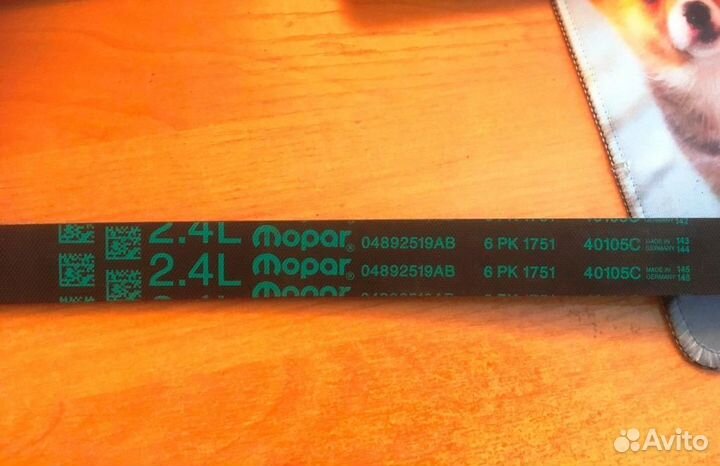 2.4L mopar® 04892519AB 6 PK 1751 40105C MADE IN GERMANY 143 144
2.4L mopar® 04892519AB 6 PK 1751 40105C MADE IN GERMANY 145 146
Avito